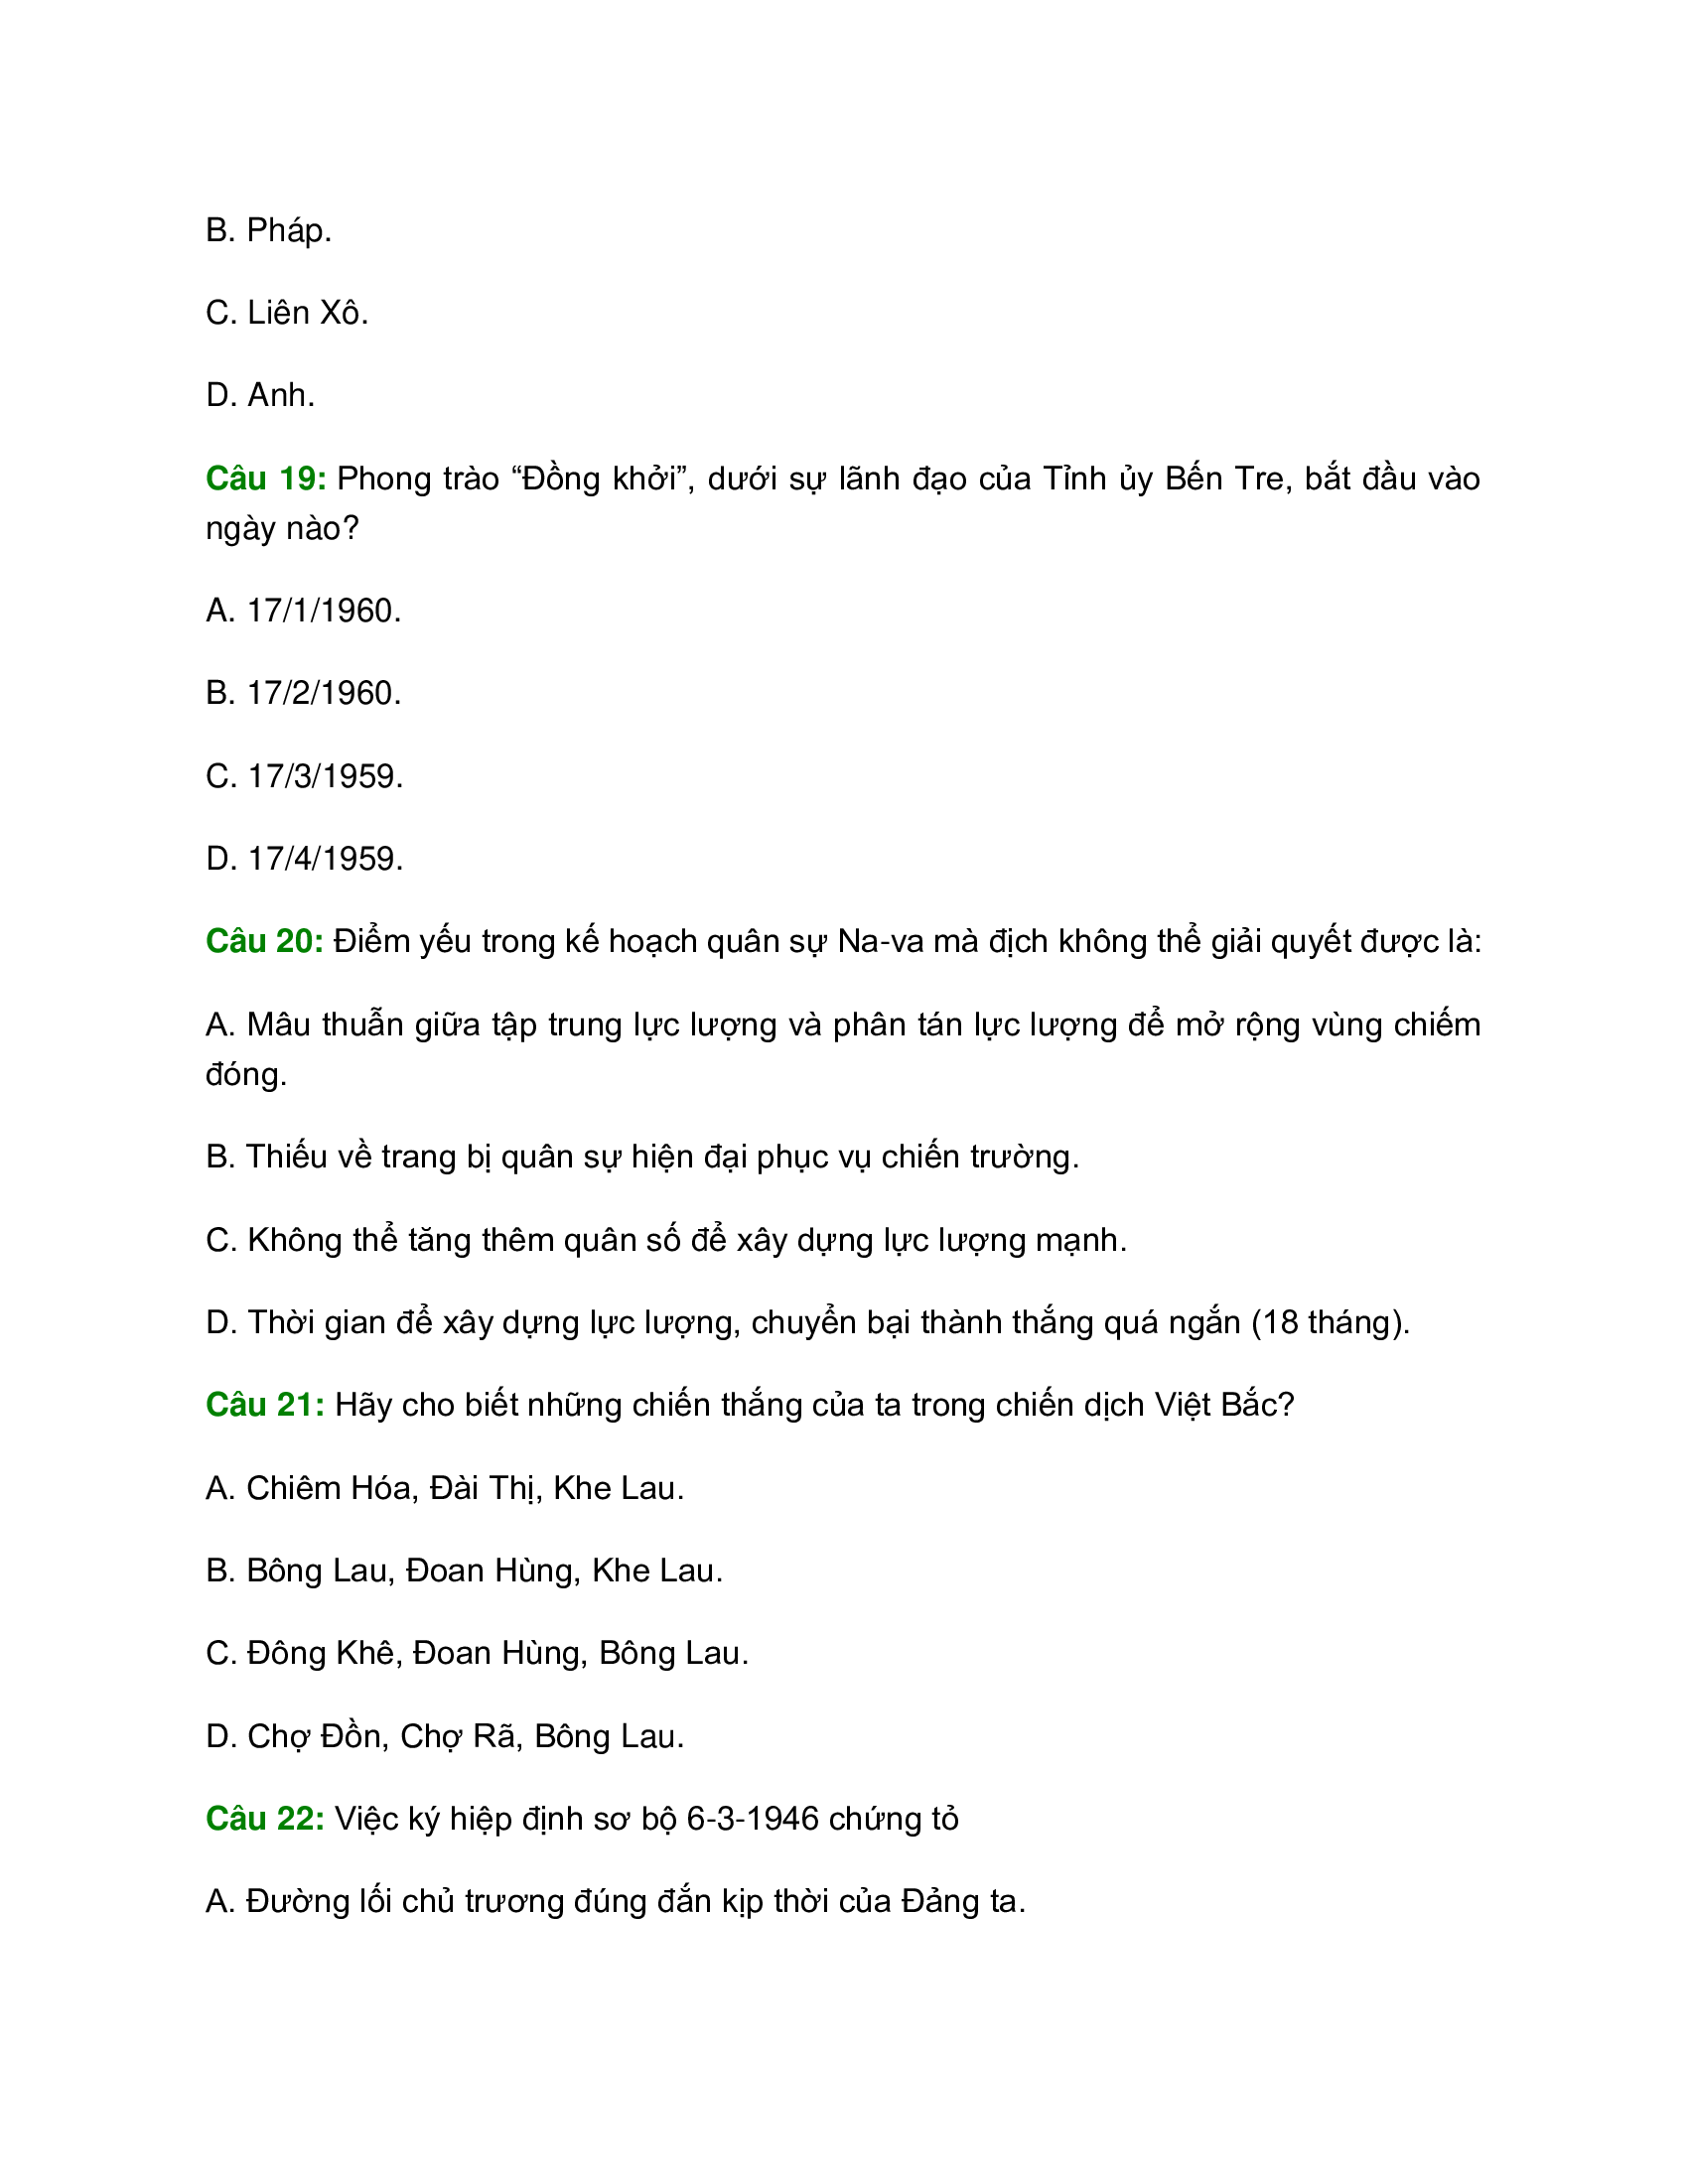 B. Pháp.
C. Liên Xô.
D. Anh.
Câu 19: Phong trào “Đồng khởi”, dưới sự lãnh đạo của Tỉnh ủy Bến Tre, bắt đầu vào
ngày nào?
A. 17/1/1960.
B. 17/2/1960.
C. 17/3/1959.
D. 17/4/1959.
Câu 20: Điểm yếu trong kế hoạch quân sự Na-va mà địch không thể giải quyết được là:
A. Mâu thuẫn giữa tập trung lực lượng và phân tán lực lượng để mở rộng vùng chiếm
đóng.
B. Thiếu về trang bị quân sự hiện đại phục vụ chiến trường.
C. Không thể tăng thêm quân số để xây dựng lực lượng mạnh.
D. Thời gian để xây dựng lực lượng, chuyển bại thành thắng quá ngắn (18 tháng).
Câu 21: Hãy cho biết những chiến thắng của ta trong chiến dịch Việt Bắc?
A. Chiêm Hóa, Đài Thị, Khe Lau.
B. Bông Lau, Đoan Hùng, Khe Lau.
C. Đông Khê, Đoan Hùng, Bông Lau.
D. Chợ Đồn, Chợ Rã, Bông Lau.
Câu 22: Việc ký hiệp định sơ bộ 6-3-1946 chứng tỏ
A. Đường lối chủ trương đúng đắn kịp thời của Đảng ta.